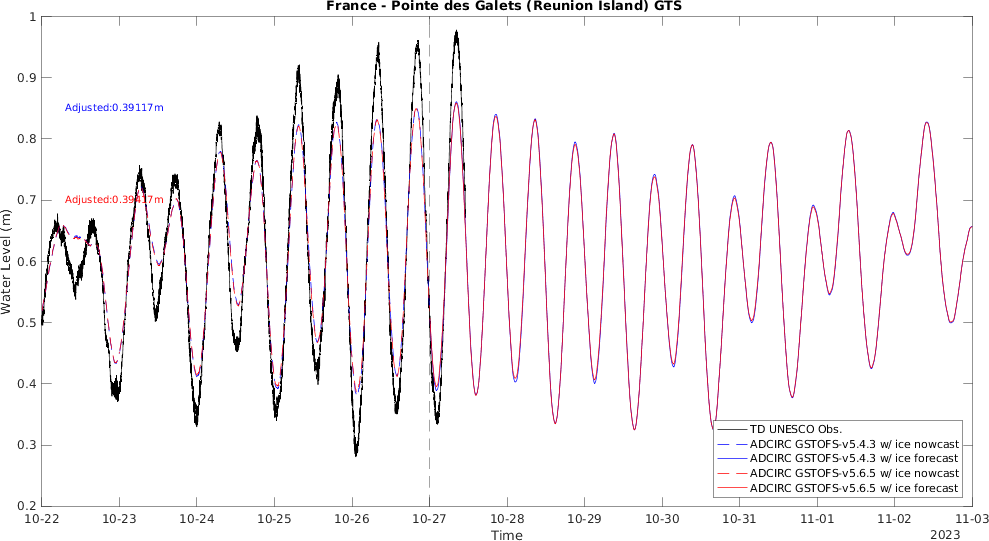 France - Pointe des Galets (Reunion Island) GTS
1
0.9
0.8
0.7
0.6
0.5
0.4
0.3
0.2
Water Level (m)
Adjusted:0.39117m
Adjusted:0.39417m
TD UNESCO Obs.
ADCIRC GSTOFS-v5.4.3 w/ ice nowcast
ADCIRC GSTOFS-v5.4.3 w/ ice forecast
ADCIRC GSTOFS-v5.6.5 w/ ice nowcast
ADCIRC GSTOFS-v5.6.5 w/ ice forecast
10-22 10-23 10-24 10-25 10-26 10-27 10-28 10-29 10-30 10-31 11-01 11-02 11-03
Time
2023